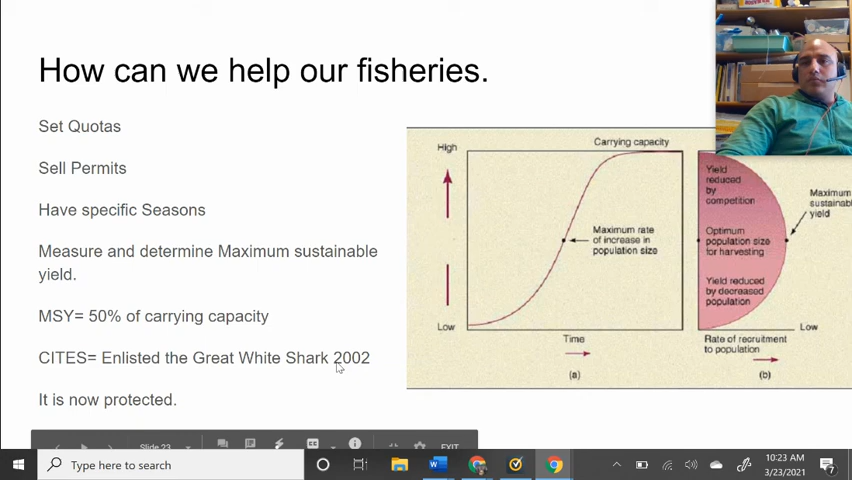 How can we help our fisheries.
Set Quotas
Sell Permits
Have specific Seasons
Measure and determine Maximum sustainable
yield.
MSY= 50% of carrying capacity
CITES= Enlisted the Great White Shark 2002
It is now protected.
High
Low
Carrying capacity
Maximum rate
of increase in
population size
Time
(a)
Yield
reduced
by
competition
Optimum
population size
for harvesting
Yield reduced
by decreased
population
Maximum
sustainable
yield
Low
Rate of recruitment
to population
(b)
Slide 23
EXIT
Type here to search
10:23 AM
3/23/2021